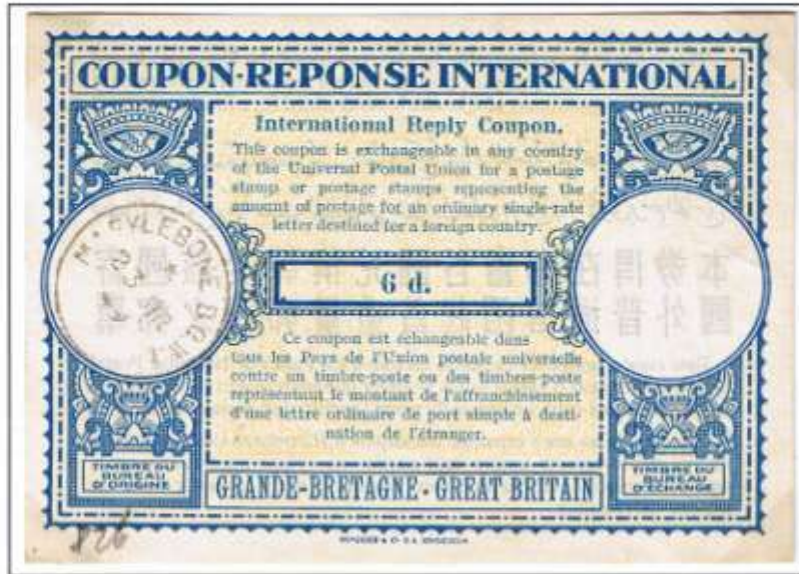 COUPON-REPONSE INTERNATIONAL
International Reply Coupon.
This coupon is exchangeable in any country
of the Universal Postal Union for a postage
stamp or postage stamps representing the
amount of postage for an ordinary single-rate
letter destined for a foreign country.
6 d.
Ce coupon est échangeable dans
tous les Pays de l'Union postale universelle
contre un timbre-poste ou des timbres-poste
représentant le montant de l'affranchissement
d'une lettre ordinaire de port simple à desti-
nation de l'étranger.
TIMBRE DU
BUREAU
D'ORIGINE
TIMBRE DU
BUREAU
D'ECHANGE
GRANDE-BRETAGNE - GREAT BRITAIN
826